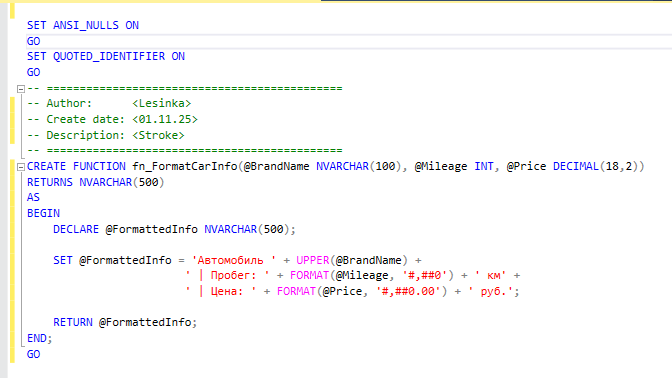 SET ANSI_NULLS ON
GO
SET QUOTED_IDENTIFIER ON
GO
-- =============================================
-- Author:      <Lesinka>
-- Create date: <01.11.25>
-- Description: <Stroke>
-- =============================================
CREATE FUNCTION fn_FormatCarInfo(@BrandName NVARCHAR(100), @Mileage INT, @Price DECIMAL(18,2))
RETURNS NVARCHAR(500)
AS
BEGIN
    DECLARE @FormattedInfo NVARCHAR(500);
    SET @FormattedInfo = 'Автомобиль ' + UPPER(@BrandName) +
                        ' | Пробег: ' + FORMAT(@Mileage, '#,##0') + ' км' +
                        ' | Цена: ' + FORMAT(@Price, '#,##0.00') + ' руб.';
    RETURN @FormattedInfo;
END;
GO